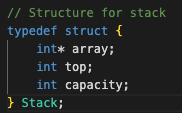 // Structure for stack
typedef struct {
    int* array;
    int top;
    int capacity;
} Stack;